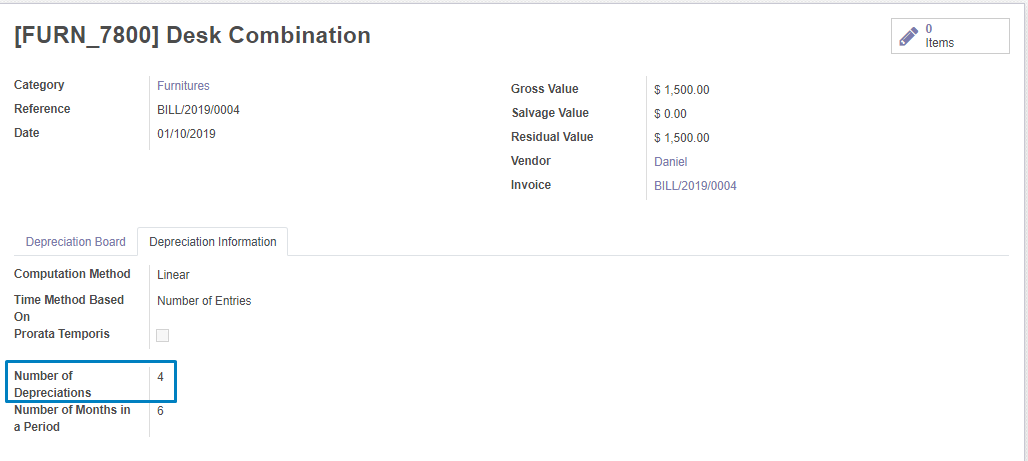 [FURN_7800] Desk Combination
0
Items
Category Furnitures
Reference BILL/2019/0004
Date 01/10/2019
Gross Value $ 1,500.00
Salvage Value $ 0.00
Residual Value $ 1,500.00
Vendor Daniel
Invoice BILL/2019/0004
Depreciation Board Depreciation Information
Computation Method Linear
Time Method Based Number of Entries
On
Prorata Temporis
Number of 4
Depreciations
Number of Months in 6
a Period